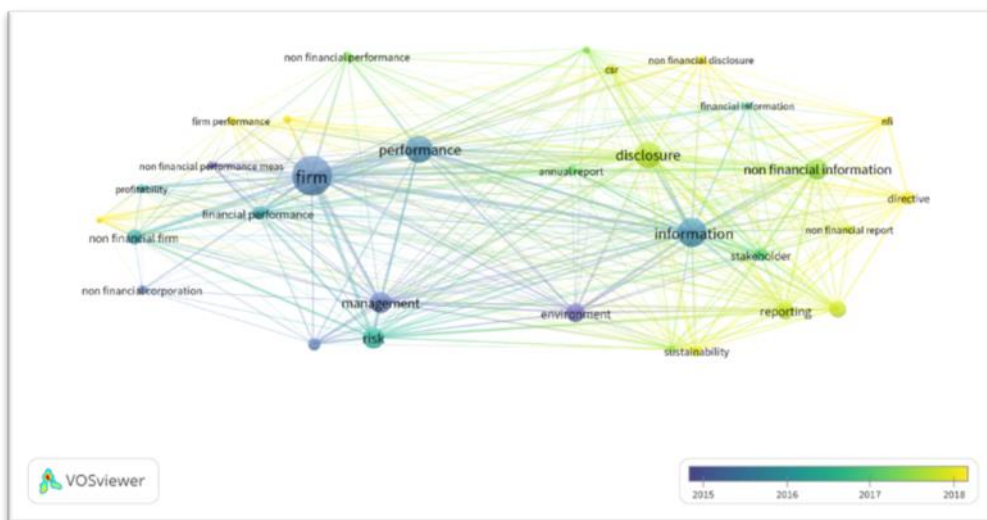 non financial performance
csr
non financial disclosure
financial information
firm performance
nfi
performance
disclosure
non financial performance meas
annual report
non financial information
firm
profitability
directive
financial performance
non financial firm
information
non financial report
stakeholder
non financial corporation
management
environment
reporting
risk
sustainability
VOSviewer
2015
2016
2017
2018